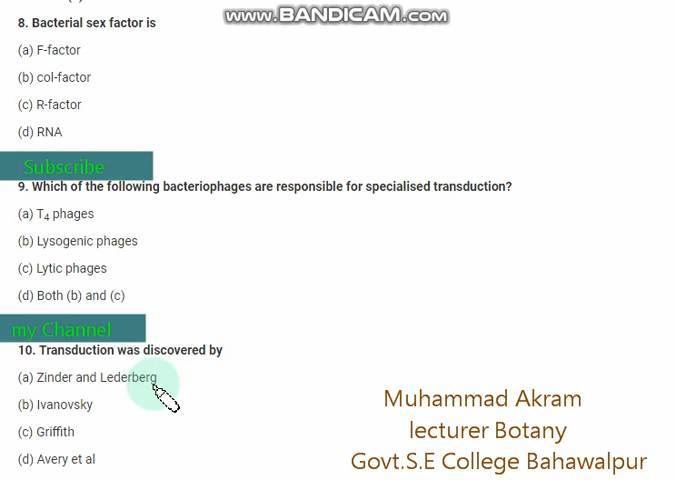 www.BANDICAM.com
8. Bacterial sex factor is
(a) F-factor
(b) col-factor
(c) R-factor
(d) RNA
Subscribe
9. Which of the following bacteriophages are responsible for specialised transduction?
(a) T4 phages
(b) Lysogenic phages
(c) Lytic phages
(d) Both (b) and (c)
my Channel
10. Transduction was discovered by
(a) Zinder and Lederberg
(b) Ivanovsky
(c) Griffith
(d) Avery et al
Muhammad Akram
lecturer Botany
Govt.S.E College Bahawalpur